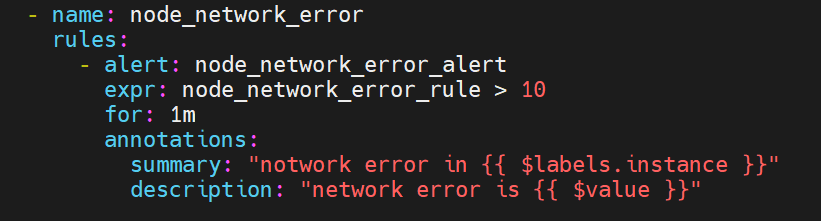 - name: node_network_error
rules:
- alert: node_network_error_alert
expr: node_network_error_rule > 10
for: 1m
annotations:
summary: "notwork error in {{ $labels.instance }}"
description: "network error is {{ $value }}"